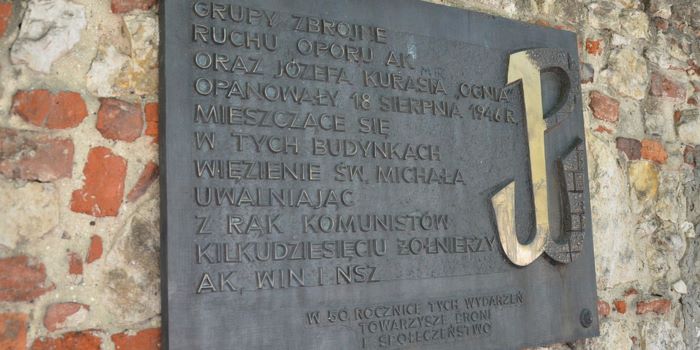 GRUPY ZBROJNE
RUCHU OPORU AK
ORAZ JÓZEFA KURASIA „OGNIA”
OPANOWAŁY 18 SIERPNIA 1946 R.
MIESZCZĄCE SIĘ
W TYCH BUDYNKACH
WIĘZIENIE ŚW. MICHAŁA
UWALNIAJĄC
Z RĄK KOMUNISTÓW
KILKUDZIESIĘCIU ŻOŁNIERZY
AK, WIN I NSZ
W 50 ROCZNICĘ TYCH WYDARZEŃ
TOWARZYSZE BRONI
I SPOŁECZEŃSTWO